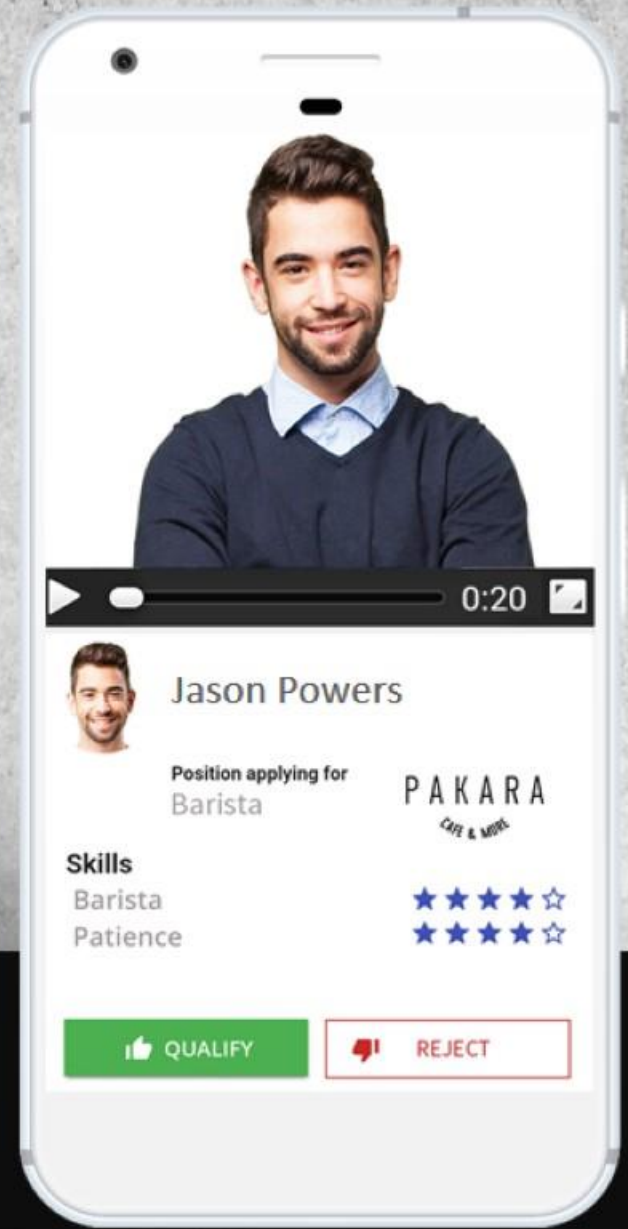 0:20
Jason Powers
Position applying for
Barista
PAKARA
CAFE & MORE
Skills
Barista
Patience
QUALIFY
REJECT